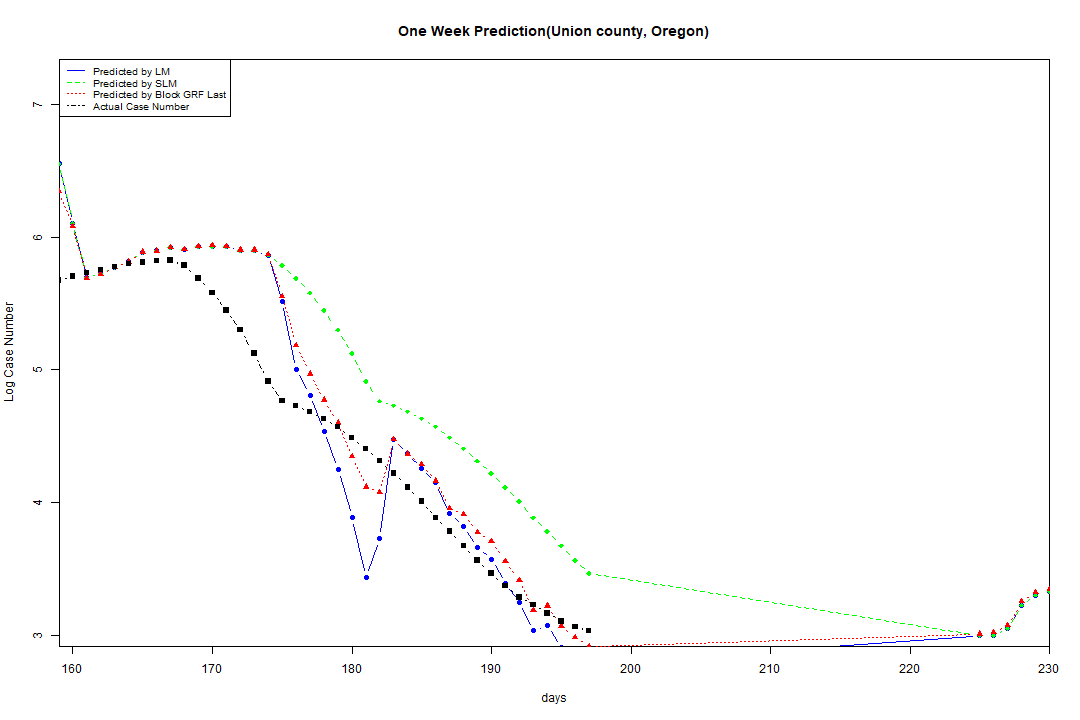 One Week Prediction(Union county, Oregon)
Predicted by LM
Predicted by SLM
Predicted by Block GRF Last
Actual Case Number
7
6
5
4
3
Log Case Number
160 170 180 190 200 210 220 230
days